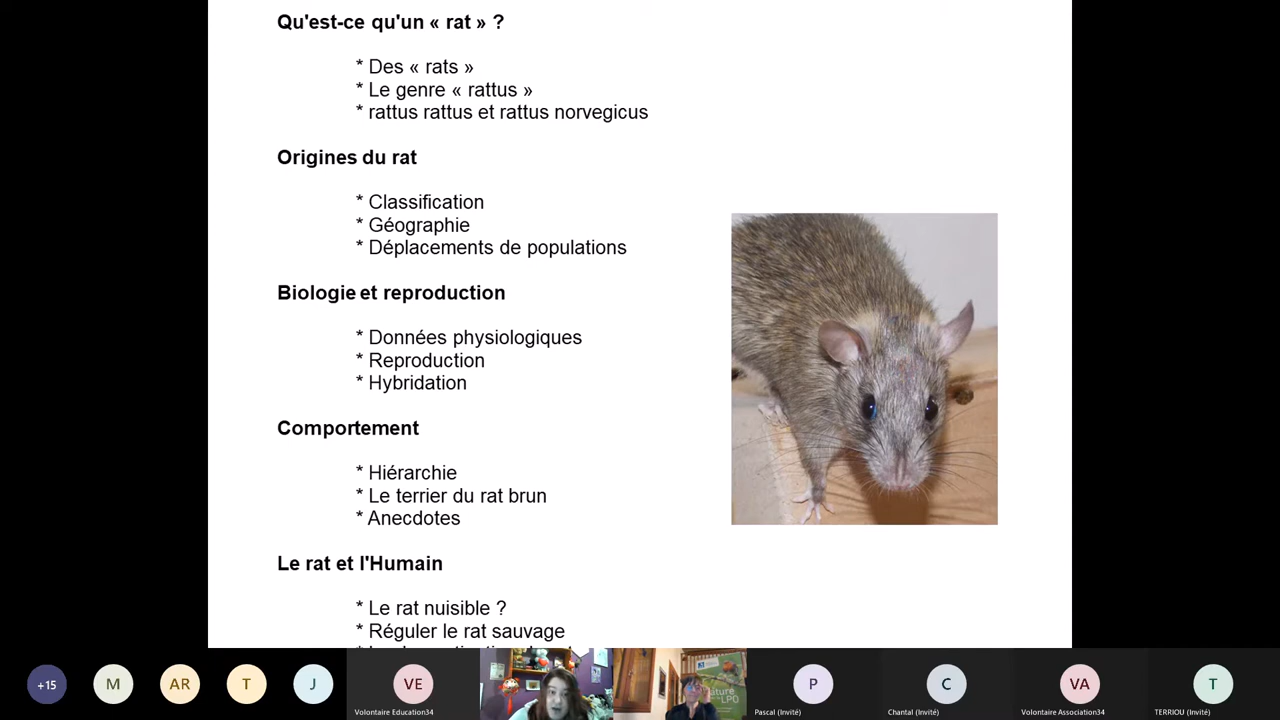 Qu'est-ce qu'un « rat » ?
* Des « rats »
* Le genre « rattus »
* rattus rattus et rattus norvegicus
Origines du rat
* Classification
* Géographie
* Déplacements de populations
Biologie et reproduction
* Données physiologiques
* Reproduction
* Hybridation
Comportement
* Hiérarchie
* Le terrier du rat brun
* Anecdotes
Le rat et l'Humain
* Le rat nuisible ?
* Réguler le rat sauvage
+15
M
AR
T
J
VE
Volontaire Education34
P
Pascal (Invité)
C
Chantal (Invité)
VA
Volontaire Association34
T
TERRIOU (Invité)
LPO